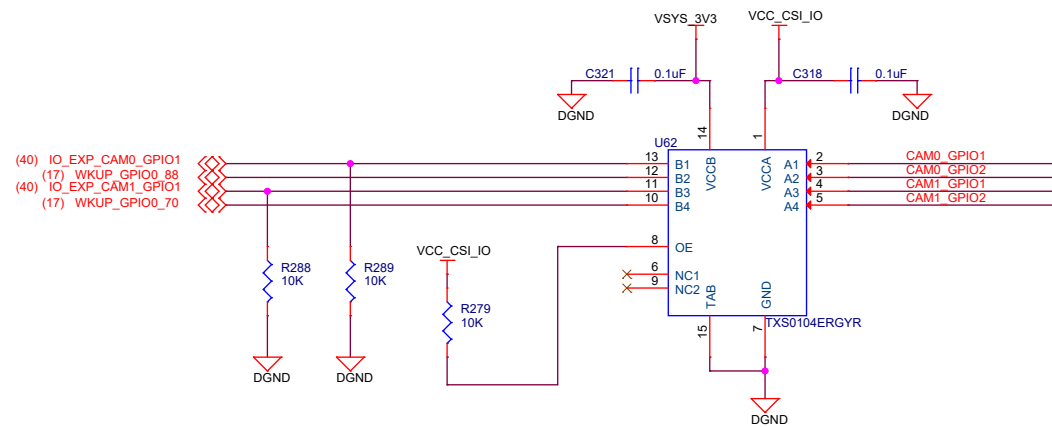 VSYS_3V3
VCC_CSI_IO
C321
0.1uF
C318
0.1uF
DGND
DGND
14
1
U62
(40) IO_EXP_CAM0_GPIO1
13
B1
VCCB
VCCA
A1
2
CAM0_GPIO1
(17) WKUP_GPIO0_88
12
B2
A2
3
CAM0_GPIO2
(40) IO_EXP_CAM1_GPIO1
11
B3
A3
4
CAM1_GPIO1
(17) WKUP_GPIO0_70
10
B4
A4
5
CAM1_GPIO2
VCC_CSI_IO
8
OE
R288
10K
R289
10K
6
NC1
9
NC2
TAB
GND
R279
10K
15
7
TXS0104ERGYR
DGND
DGND
DGND